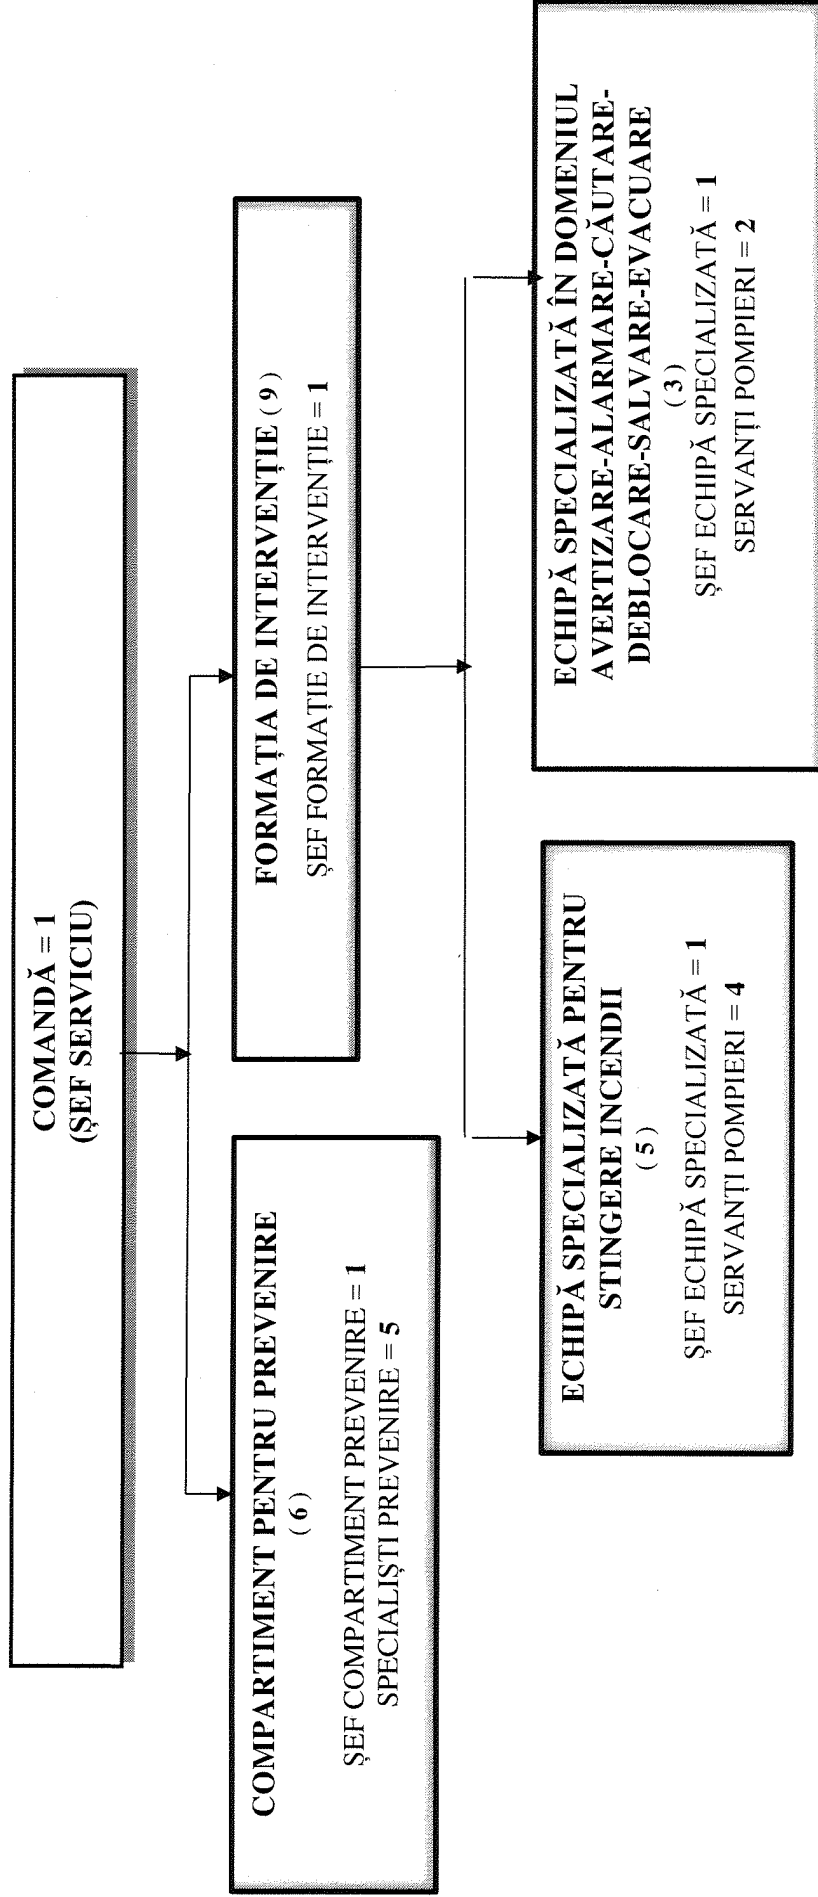 COMANDĂ = 1
(ȘEF SERVICIU)
COMPARTIMENT PENTRU PREVENIRE
( 6 )
ȘEF COMPARTIMENT PREVENIRE = 1
SPECIALIȘTI PREVENIRE = 5
FORMAȚIA DE INTERVENȚIE ( 9 )
ȘEF FORMAȚIE DE INTERVENȚIE = 1
ECHIPĂ SPECIALIZATĂ PENTRU
STINGERE INCENDII
( 5 )
ȘEF ECHIPĂ SPECIALIZATĂ = 1
SERVANȚI POMPIERI = 4
ECHIPĂ SPECIALIZATĂ ÎN DOMENIUL
AVERTIZARE-ALARMARE-CĂUTARE-
DEBLOCARE-SALVARE-EVACUARE
( 3 )
ȘEF ECHIPĂ SPECIALIZATĂ = 1
SERVANȚI POMPIERI = 2